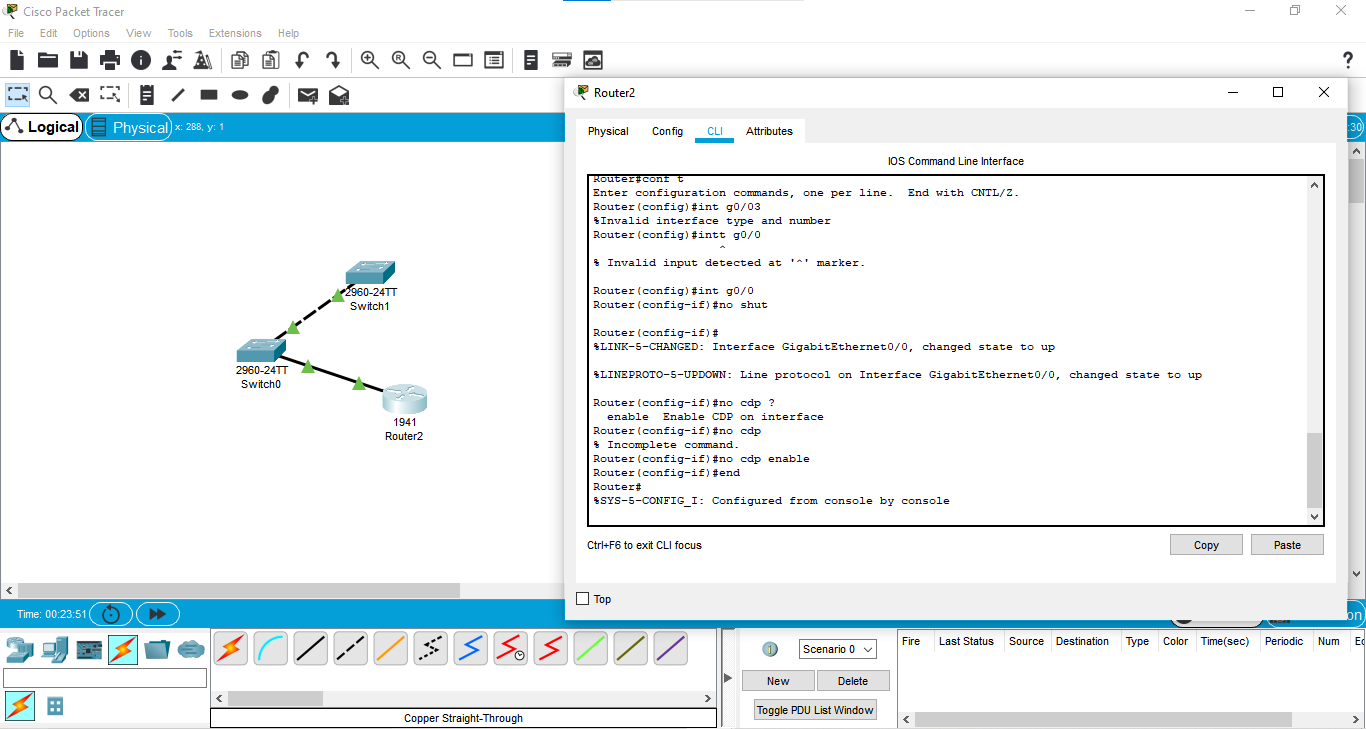 Cisco Packet Tracer
File Edit Options View Tools Extensions Help
?
Logical
Physical
x: 288, y: 1
:30
2960-24TT
Switch1
2960-24TT
Switch0
1941
Router2
Router2
Physical Config CLI Attributes
IOS Command Line Interface
Router#conf t
Enter configuration commands, one per line.  End with CNTL/Z.
Router(config)#int g0/03
%Invalid interface type and number
Router(config)#intt g0/0
^
% Invalid input detected at '^' marker.
Router(config)#int g0/0
Router(config-if)#no shut
Router(config-if)#
%LINK-5-CHANGED: Interface GigabitEthernet0/0, changed state to up
%LINEPROTO-5-UPDOWN: Line protocol on Interface GigabitEthernet0/0, changed state to up
Router(config-if)#no cdp ?
enable  Enable CDP on interface
Router(config-if)#no cdp
% Incomplete command.
Router(config-if)#no cdp enable
Router(config-if)#end
Router#
%SYS-5-CONFIG_I: Configured from console by console
Ctrl+F6 to exit CLI focus
Copy
Paste
Top
Time: 00:23:51
on
Copper Straight-Through
Scenario 0
New
Delete
Toggle PDU List Window
Fire Last Status Source Destination Type Color Time(sec) Periodic Num